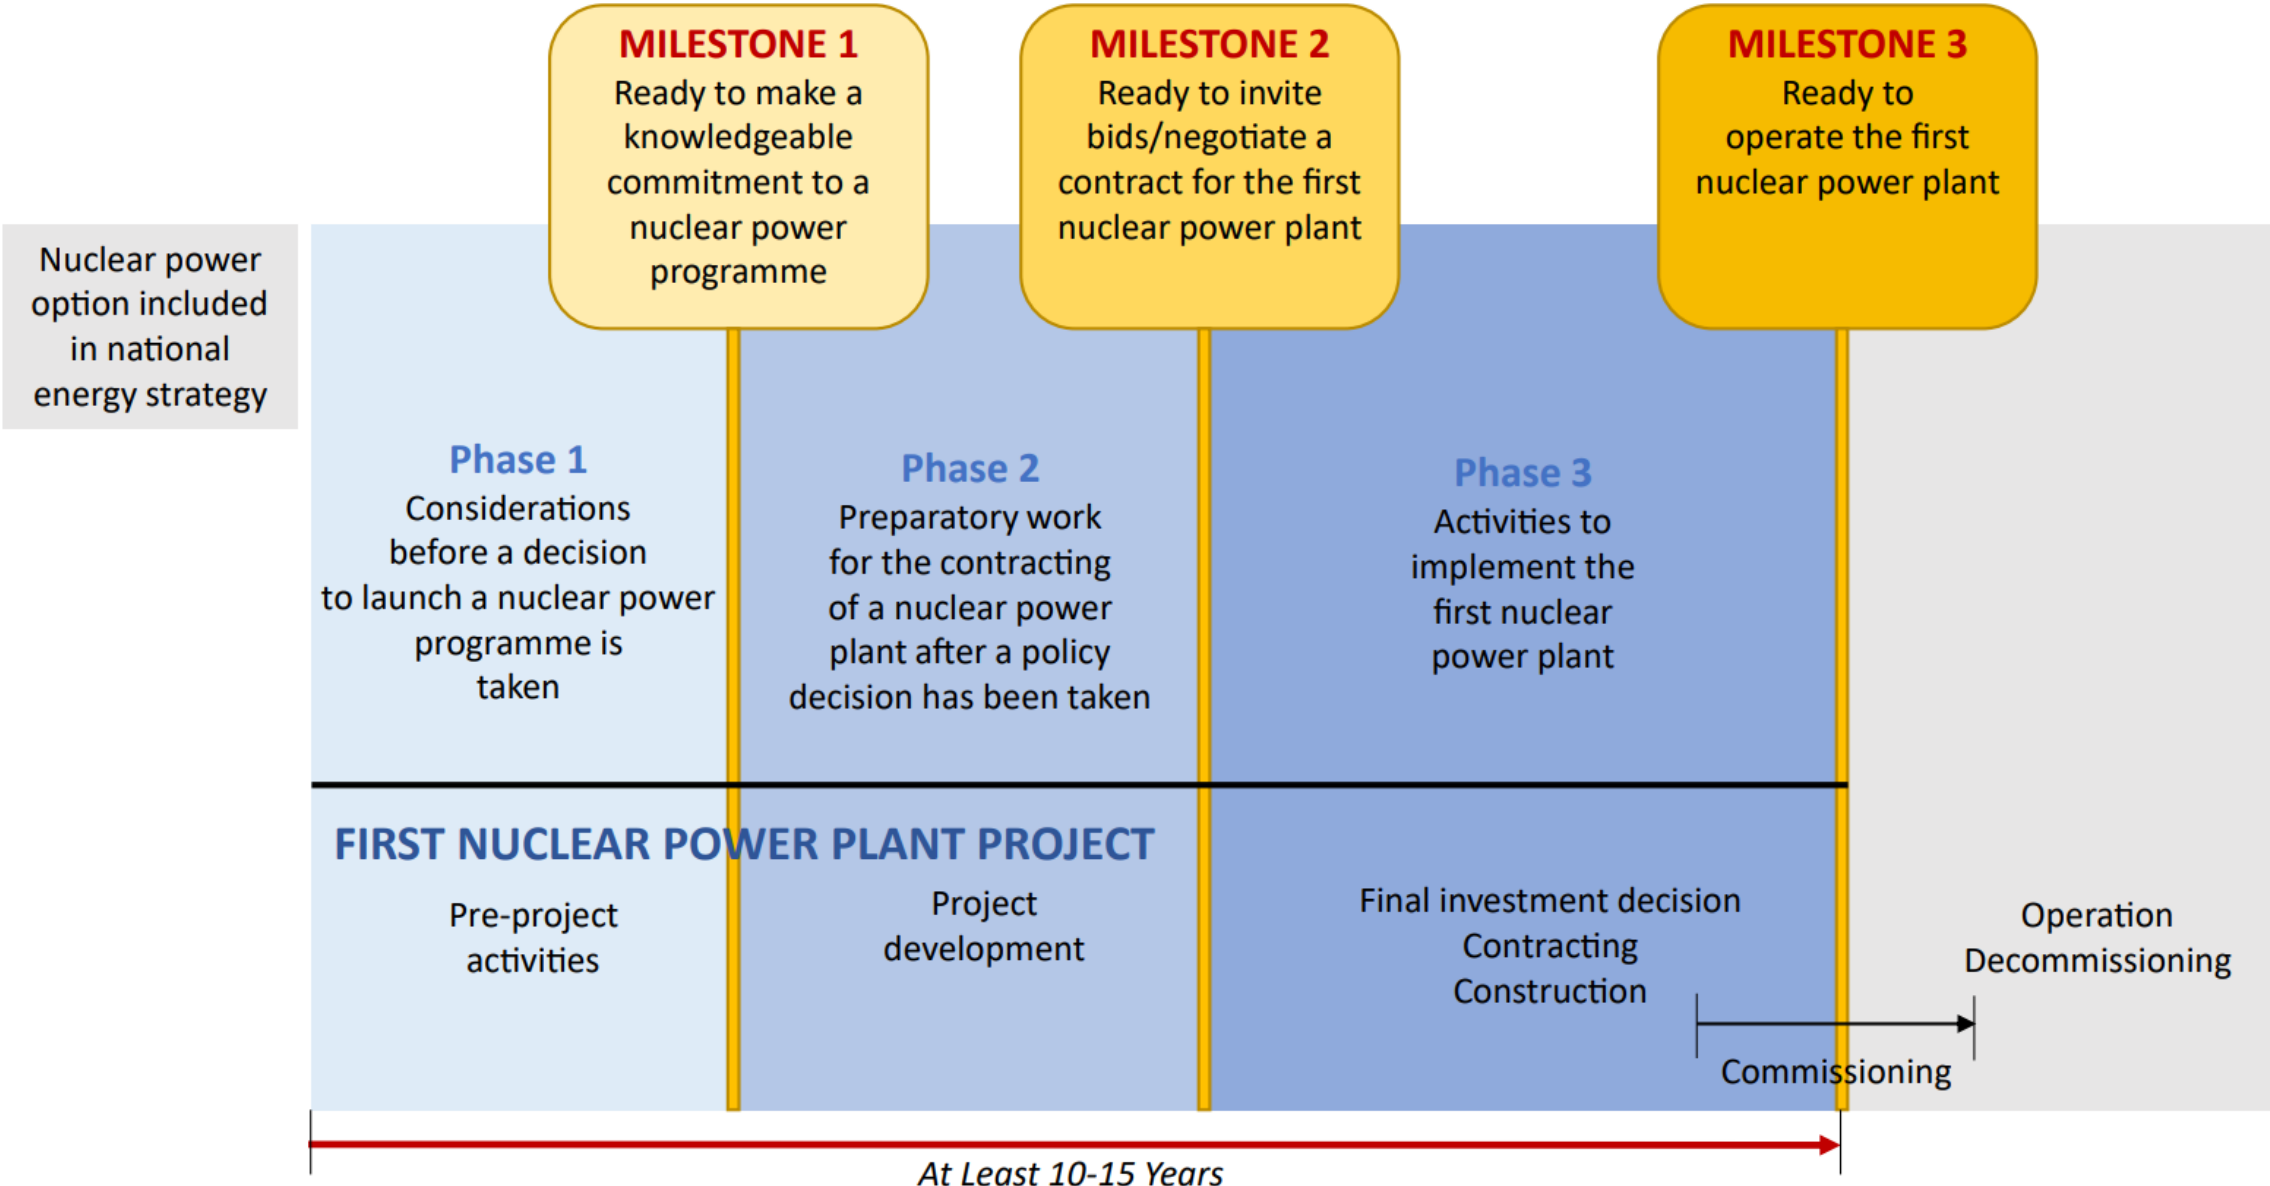 MILESTONE 1
Ready to make a
knowledgeable
commitment to a
nuclear power
programme
MILESTONE 2
Ready to invite
bids/negotiate a
contract for the first
nuclear power plant
MILESTONE 3
Ready to
operate the first
nuclear power plant
Nuclear power
option included
in national
energy strategy
Phase 1
Considerations
before a decision
to launch a nuclear power
programme is
taken
Phase 2
Preparatory work
for the contracting
of a nuclear power
plant after a policy
decision has been taken
Phase 3
Activities to
implement the
first nuclear
power plant
FIRST NUCLEAR POWER PLANT PROJECT
Pre-project
activities
Project
development
Final investment decision
Contracting
Construction
Operation
Decommissioning
Commissioning
At Least 10-15 Years